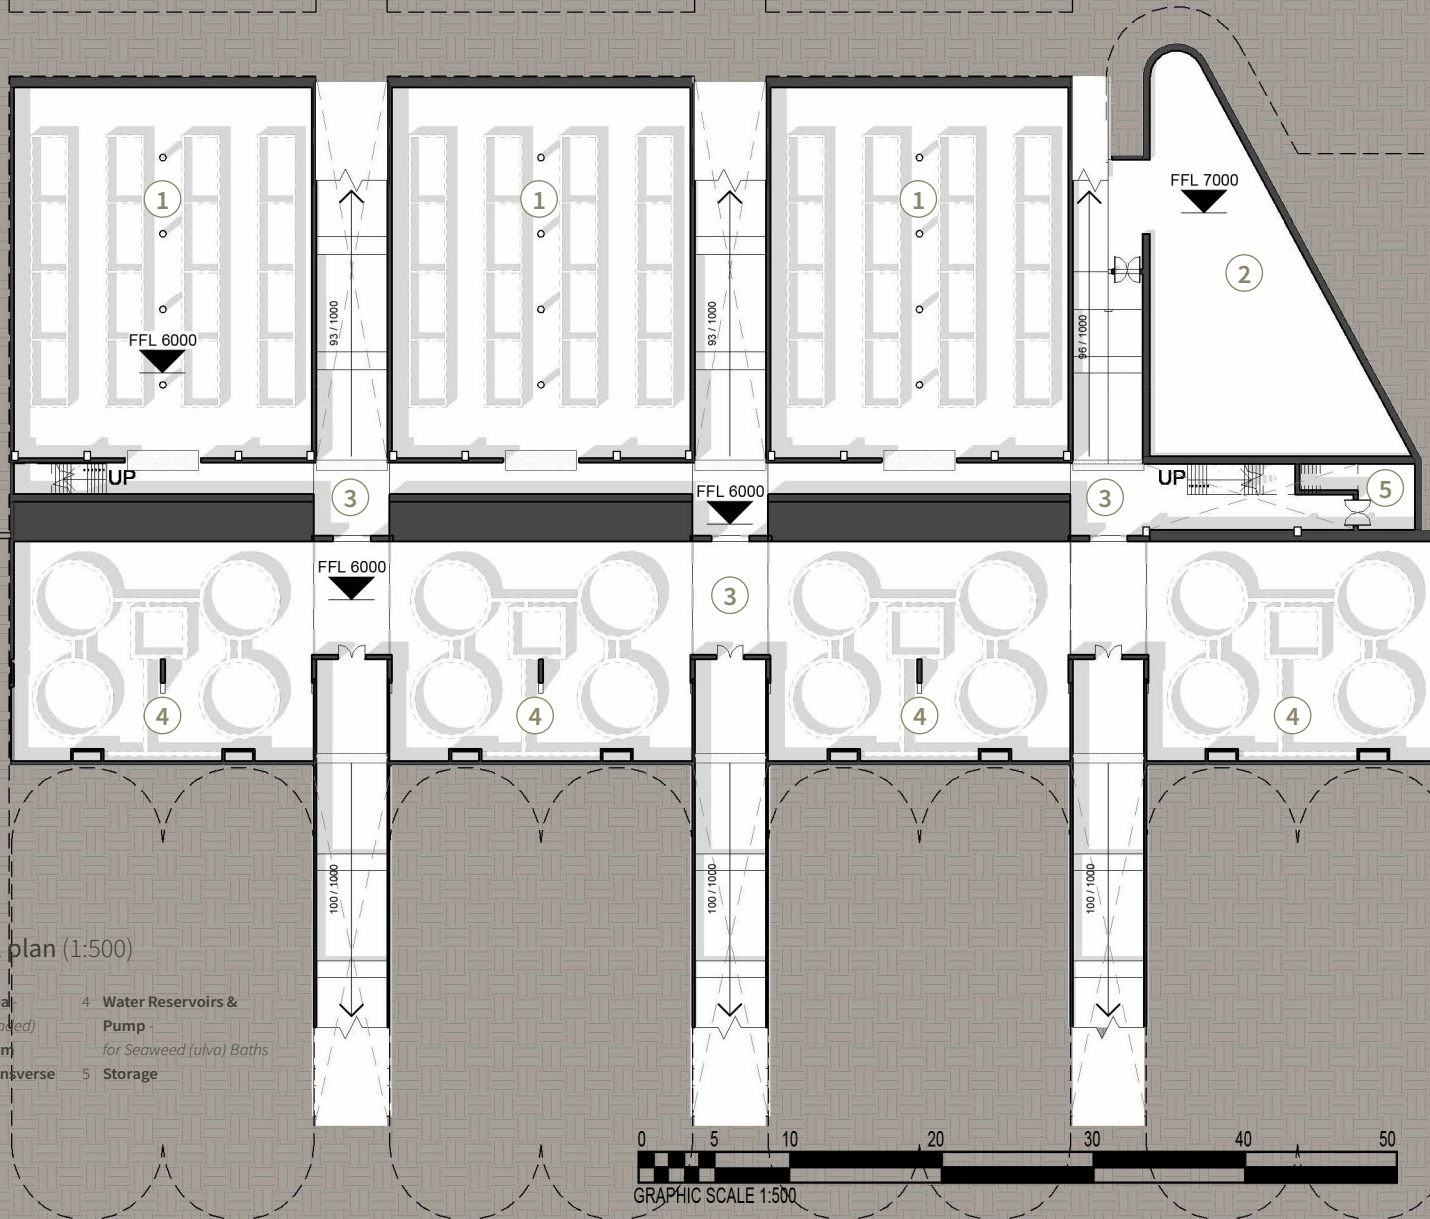 1
1
1
FFL 7000
2
93 / 1000
93 / 1000
96 / 1000
FFL 6000
UP
UP
3
FFL 6000
3
5
FFL 6000
3
4
4
4
4
100 / 1000
100 / 1000
100 / 1000
plan (1:500)
4 Water Reservoirs &
Pump -
for Seaweed (ulva) Baths
5 Storage
0 5 10 20 30 40 50
GRAPHIC SCALE 1:500